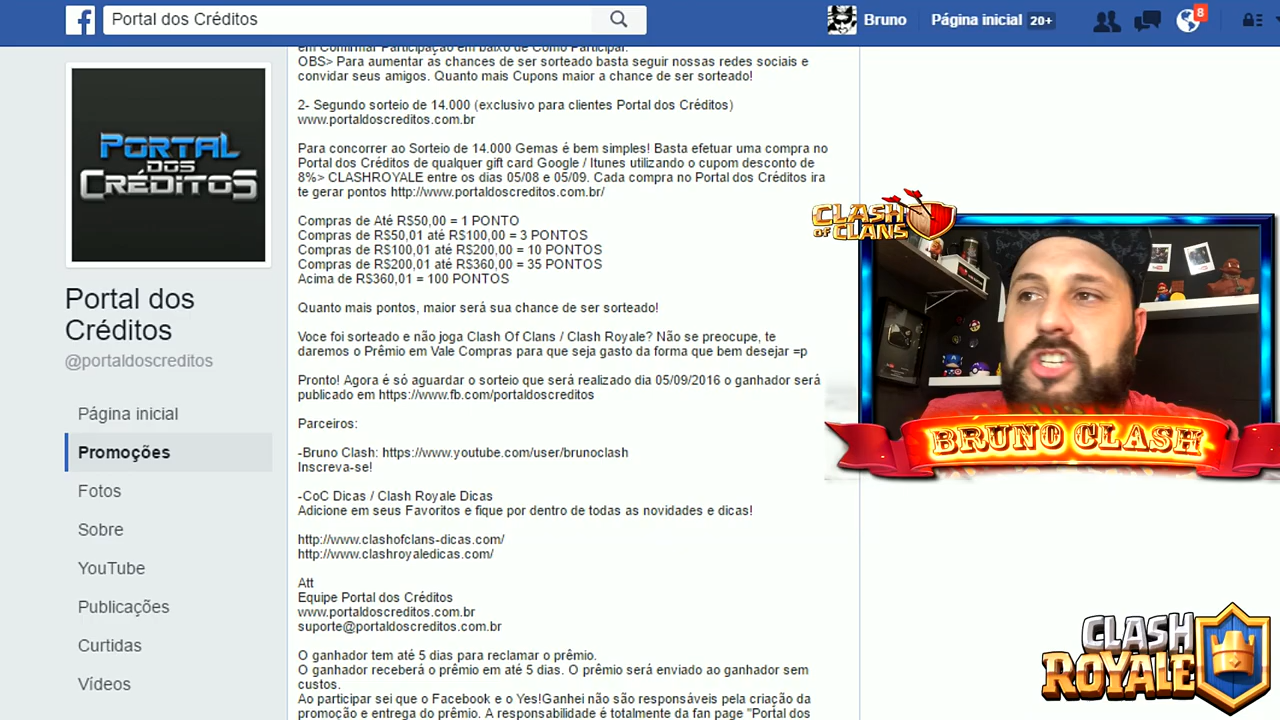 Portal dos Créditos
Bruno
Página inicial 20+
8
em Confirmar Participação em baixo de Como Participar.
OBS> Para aumentar ás chances de ser sorteado basta seguir nossas redes sociais e
convidar seus amigos. Quanto mais Cupons maior a chance de ser sorteado!
2- Segundo sorteio de 14.000 (exclusivo para clientes Portal dos Créditos)
www.portaldoscreditos.com.br
Para concorrer ao Sorteio de 14.000 Gemas é bem simples! Basta efetuar uma compra no
Portal dos Créditos de qualquer gift card Google / Itunes utilizando o cupom desconto de
8%> CLASHROYALE entre os dias 05/08 e 05/09. Cada compra no Portal dos Créditos ira
te gerar pontos http://www.portaldoscreditos.com.br/
Compras de Até R$50,00 = 1 PONTO
Compras de R$50,01 até R$100,00 = 3 PONTOS
Compras de R$100,01 até R$200,00 = 10 PONTOS
Compras de R$200,01 até R$360,00 = 35 PONTOS
Acima de R$360,01 = 100 PONTOS
Quanto mais pontos, maior será sua chance de ser sorteado!
Voce foi sorteado e não joga Clash Of Clans / Clash Royale? Não se preocupe, te
daremos o Prêmio em Vale Compras para que seja gasto da forma que bem desejar =p
Pronto! Agora é só aguardar o sorteio que será realizado dia 05/09/2016 o ganhador será
publicado em https://www.fb.com/portaldoscreditos
Parceiros:
-Bruno Clash: https://www.youtube.com/user/brunoclash
Inscreva-se!
-CoC Dicas / Clash Royale Dicas
Adicione em seus Favoritos e fique por dentro de todas as novidades e dicas!
http://www.clashofclans-dicas.com/
http://www.clashroyaledicas.com/
Att
Equipe Portal dos Créditos
www.portaldoscreditos.com.br
suporte@portaldoscreditos.com.br
O ganhador tem até 5 dias para reclamar o prêmio.
O ganhador receberá o prêmio em até 5 dias. O prêmio será enviado ao ganhador sem
custos.
Ao participar sei que o Facebook e o Yes!Ganhei não são responsáveis pela criação da
promoção e entrega do prêmio. A responsabilidade é totalmente da fan page "Portal dos
PORTAL
DOS
CRÉDITOS
Portal dos
Créditos
@portaldoscreditos
Página inicial
Promoções
Fotos
Sobre
YouTube
Publicações
Curtidas
Vídeos
CLASH
OF CLANS
BRUNO CLASH
CLASH
ROYALE